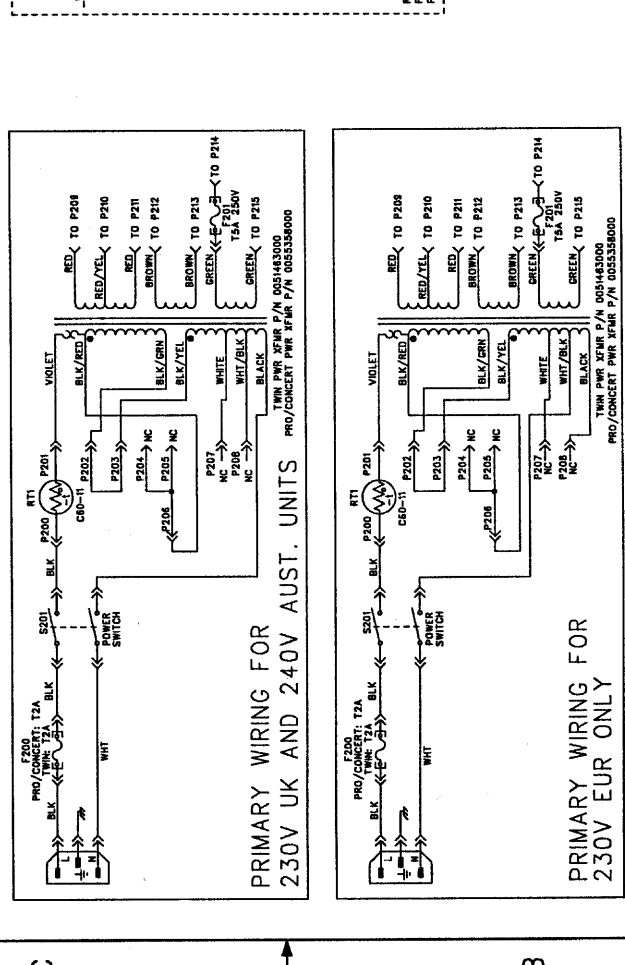 PRIMARY WIRING FOR
230V UK AND 240V AUST. UNITS
F200
PRO/CONCERT: T2A
TWIN: T2A
L
N
BLK
BLK
WHT
S201
POWER
SWITCH
BLK
P200
RT1
P201
C60-11
VIOLET
P202
P203
P204
NC
P205
NC
P206
P207
NC
P208
NC
BLK/RED
BLK/GRN
BLK/YEL
WHITE
WHT/BLK
BLACK
RED
TO P209
RED/YEL
TO P210
RED
TO P211
BROWN
TO P212
BROWN
TO P213
GREEN
F201
T5A 250V
TO P214
GREEN
TO P215
TWIN PWR XFMR P/N 0051463000
PRO/CONCERT PWR XFMR P/N 0055358000
PRIMARY WIRING FOR
230V EUR ONLY
F200
PRO/CONCERT: T2A
TWIN: T2A
L
N
BLK
BLK
WHT
S201
POWER
SWITCH
BLK
P200
RT1
P201
C60-11
VIOLET
P202
P203
P204
NC
P205
NC
P206
P207
NC
P208
NC
BLK/RED
BLK/GRN
BLK/YEL
WHITE
WHT/BLK
BLACK
RED
TO P209
RED/YEL
TO P210
RED
TO P211
BROWN
TO P212
BROWN
TO P213
GREEN
F201
T5A 250V
TO P214
GREEN
TO P215
TWIN PWR XFMR P/N 0051463000
PRO/CONCERT PWR XFMR P/N 0055358000
B